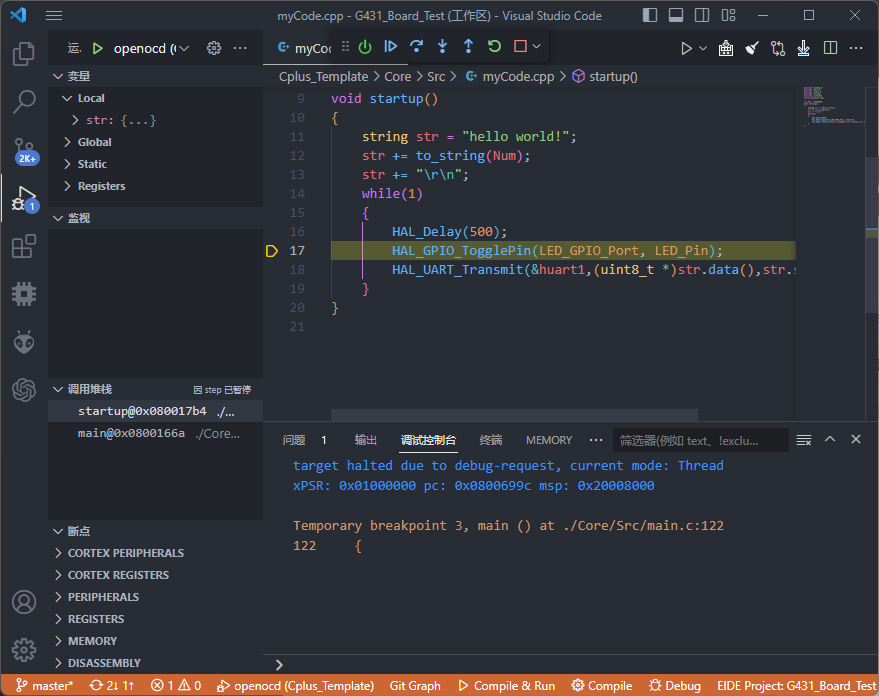 myCode.cpp - G431_Board_Test (工作区) - Visual Studio Code
运.
openocd (
myCo
Cplus_Template > Core > Src > myCode.cpp > startup()
2K+
1
变量
Local
str: {...}
Global
Static
Registers
监视
调用堆栈
因 step 已暂停
startup@0x080017b4 ./...
main@0x0800166a ./Core...
断点
CORTEX PERIPHERALS
CORTEX REGISTERS
PERIPHERALS
REGISTERS
MEMORY
DISASSEMBLY
9 void startup()
10 {
11 string str = "hello world!";
12 str += to_string(Num);
13 str += "\r\n";
14 while(1)
15 {
16 HAL_Delay(500);
17 HAL_GPIO_TogglePin(LED_GPIO_Port, LED_Pin);
18 HAL_UART_Transmit(&huart1,(uint8_t *)str.data(),str.s
19 }
20 }
21
问题 1 输出 调试控制台 终端 MEMORY ··· 筛选器(例如 text、!exclu...
target halted due to debug-request, current mode: Thread
xPSR: 0x01000000 pc: 0x0800699c msp: 0x20008000
Temporary breakpoint 3, main () at ./Core/Src/main.c:122
122 {
master* 2↓ 1↑ 1 0 openocd (Cplus_Template) Git Graph Compile & Run Compile Debug EIDE Project: G431_Board_Test